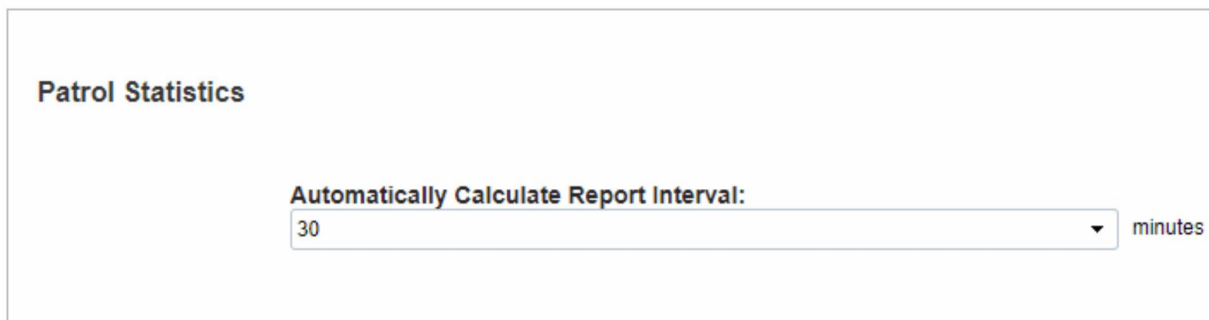 Patrol Statistics
Automatically Calculate Report Interval:
30 minutes